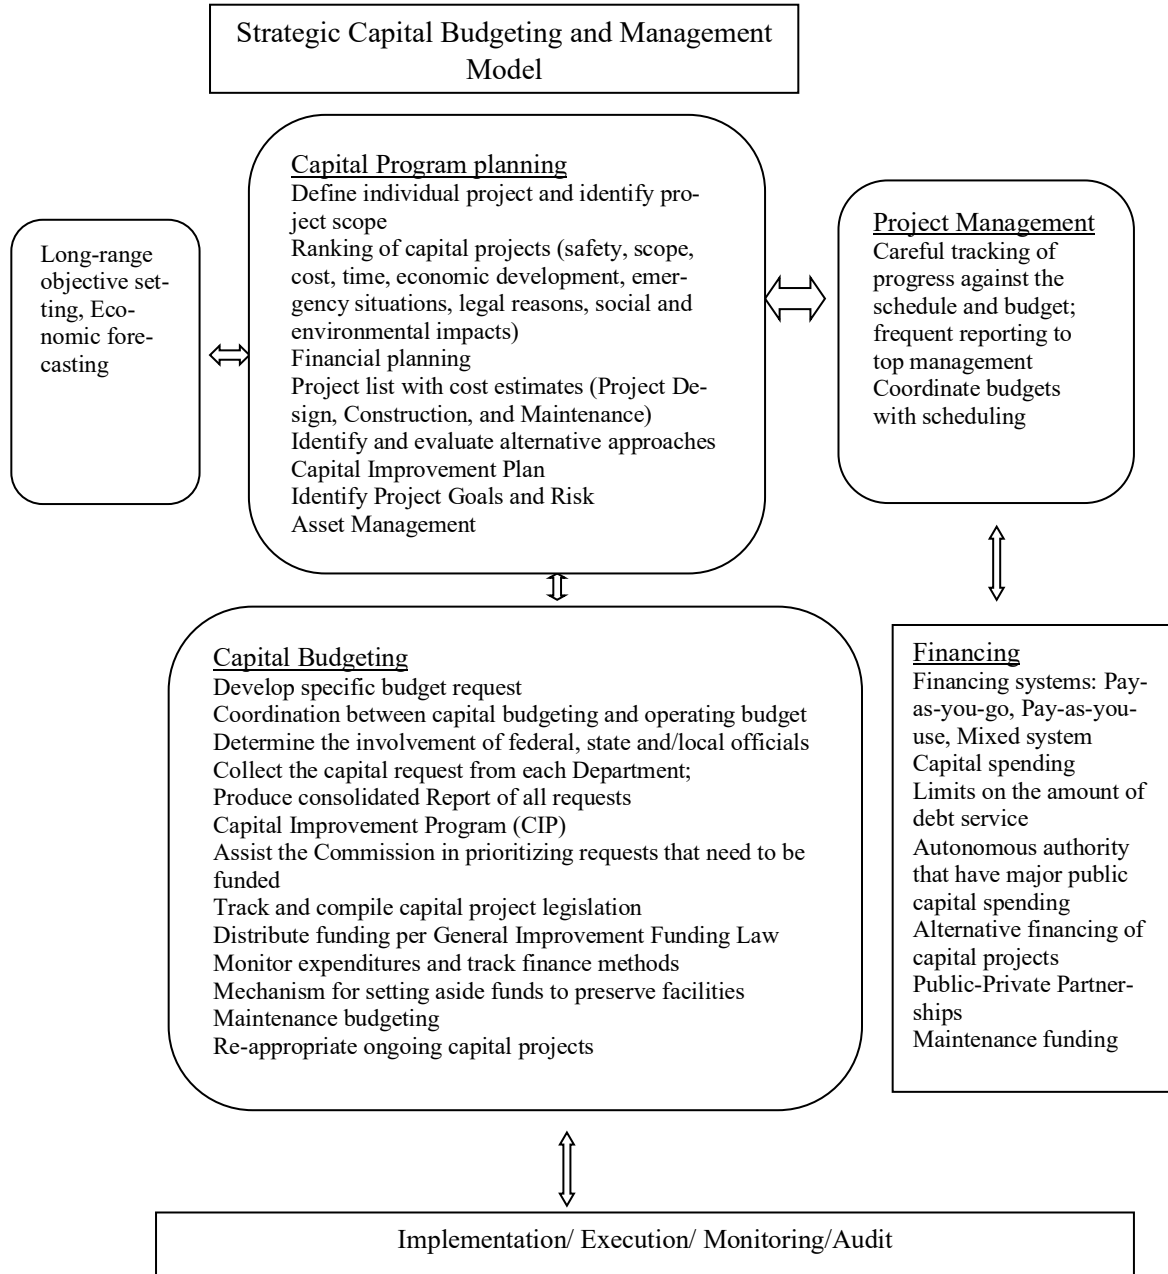 Strategic Capital Budgeting and Management
Model
Long-range
objective set-
ting, Eco-
nomic fore-
casting
Capital Program planning
Define individual project and identify pro-
ject scope
Ranking of capital projects (safety, scope,
cost, time, economic development, emer-
gency situations, legal reasons, social and
environmental impacts)
Financial planning
Project list with cost estimates (Project De-
sign, Construction, and Maintenance)
Identify and evaluate alternative approaches
Capital Improvement Plan
Identify Project Goals and Risk
Asset Management
Project Management
Careful tracking of
progress against the
schedule and budget;
frequent reporting to
top management
Coordinate budgets
with scheduling
Capital Budgeting
Develop specific budget request
Coordination between capital budgeting and operating budget
Determine the involvement of federal, state and/local officials
Collect the capital request from each Department;
Produce consolidated Report of all requests
Capital Improvement Program (CIP)
Assist the Commission in prioritizing requests that need to be
funded
Track and compile capital project legislation
Distribute funding per General Improvement Funding Law
Monitor expenditures and track finance methods
Mechanism for setting aside funds to preserve facilities
Maintenance budgeting
Re-appropriate ongoing capital projects
Financing
Financing systems: Pay-
as-you-go, Pay-as-you-
use, Mixed system
Capital spending
Limits on the amount of
debt service
Autonomous authority
that have major public
capital spending
Alternative financing of
capital projects
Public-Private Partner-
ships
Maintenance funding
Implementation/ Execution/ Monitoring/Audit